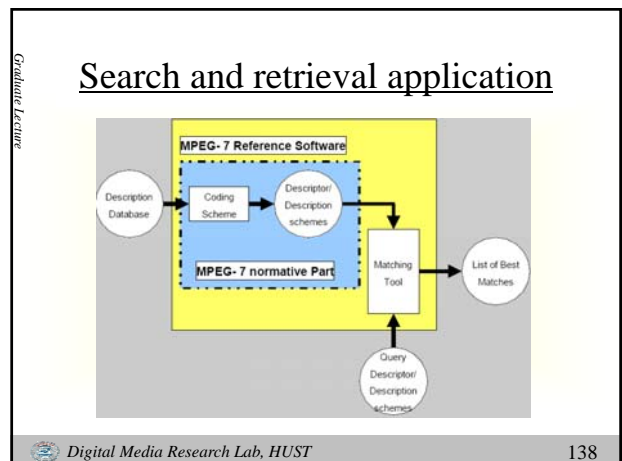 Graduate Lecture
Search and retrieval application
MPEG- 7 Reference Software
Description
Database
Coding
Scheme
Descriptor/
Description
schemes
MPEG- 7 normative Part
Matching
Tool
List of Best
Matches
Query
Descriptor/
Description
schemes
Digital Media Research Lab, HUST
138